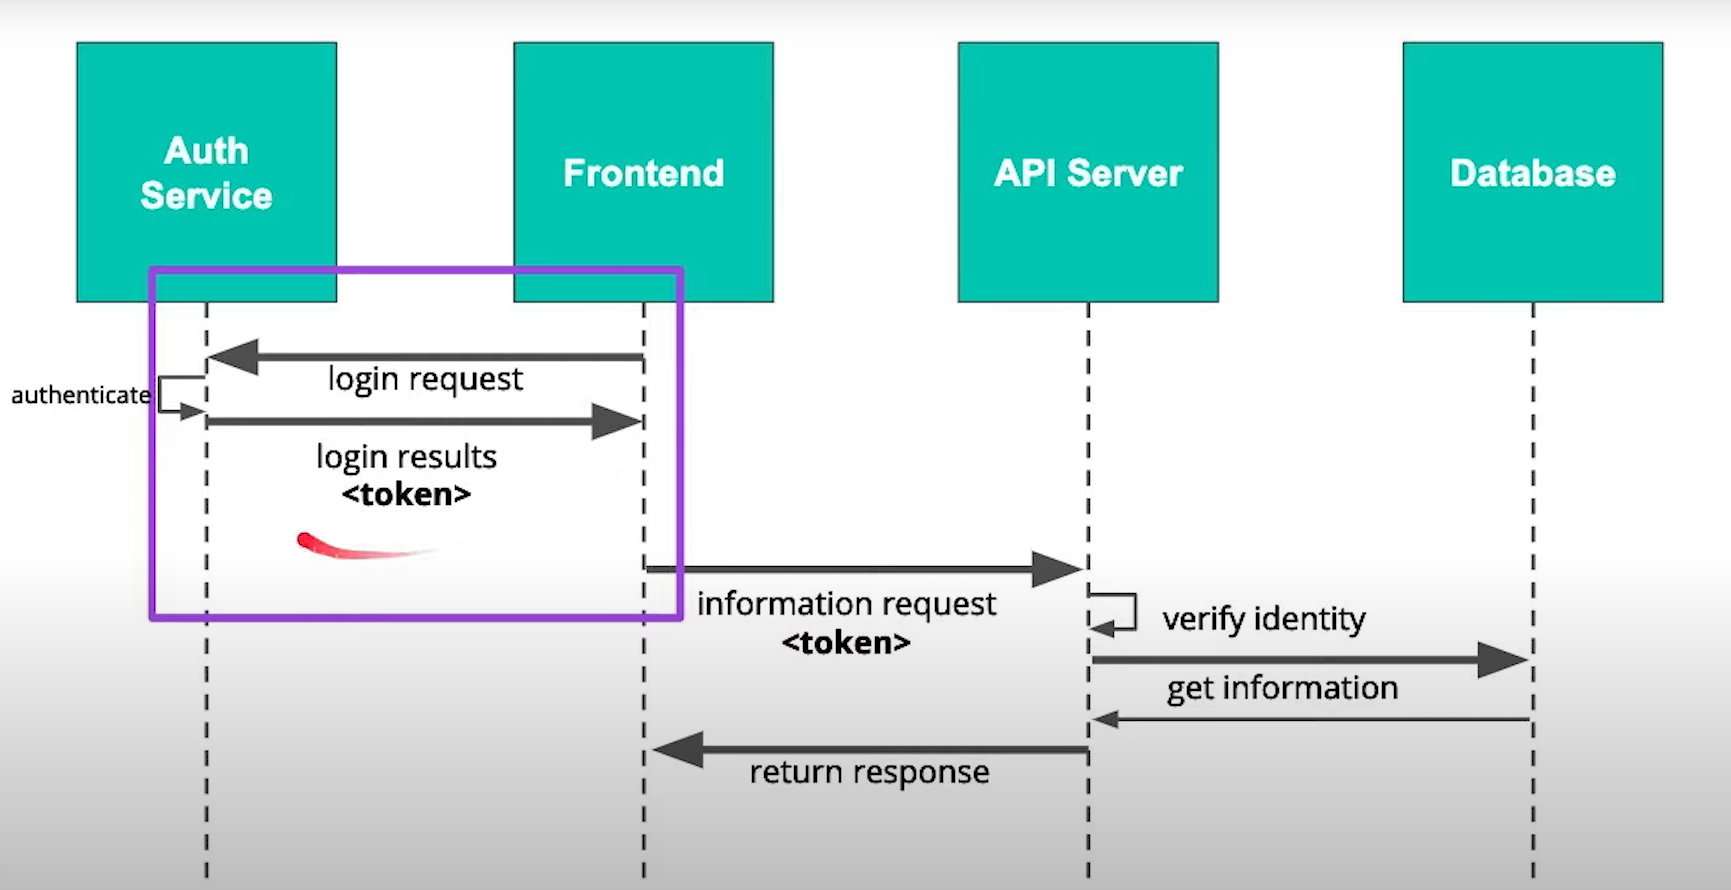 Auth
Service
Frontend
API Server
Database
login request
authenticate
login results
<token>
information request
<token>
verify identity
get information
return response